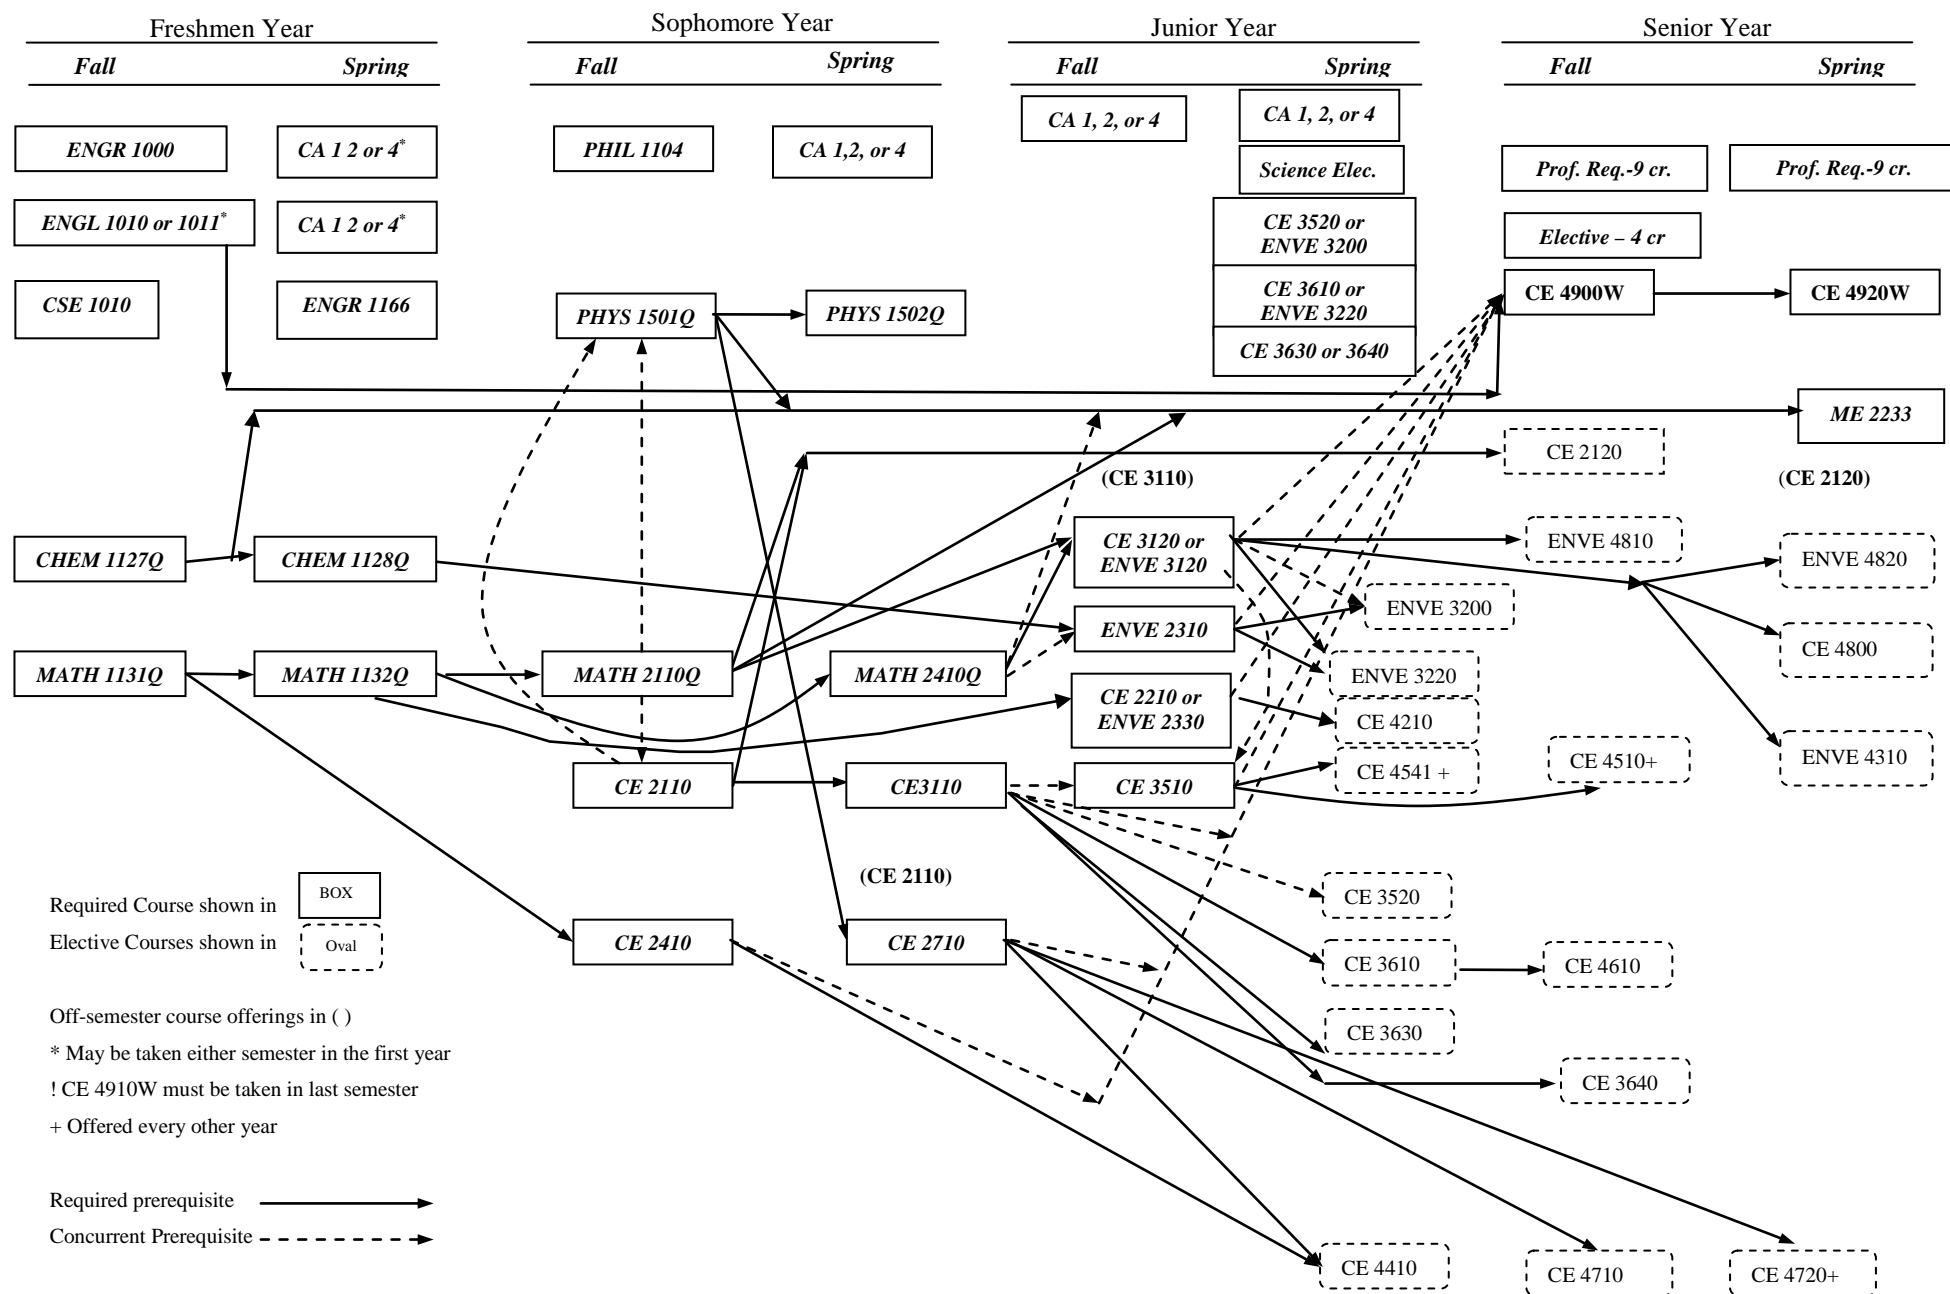 Freshmen Year
Sophomore Year
Junior Year
Senior Year
Fall
Spring
Fall
Spring
Fall
Spring
Fall
Spring
ENGR 1000
CA 1 2 or 4*
PHIL 1104
CA 1,2, or 4
CA 1, 2, or 4
CA 1, 2, or 4
Science Elec.
Prof. Req.-9 cr.
Prof. Req.-9 cr.
ENGL 1010 or 1011*
CA 1 2 or 4*
CE 3520 or
ENVE 3200
Elective – 4 cr
CSE 1010
ENGR 1166
PHYS 1501Q
PHYS 1502Q
CE 3610 or
ENVE 3220
CE 4900W
CE 4920W
CE 3630 or 3640
ME 2233
CE 2120
(CE 3110)
(CE 2120)
CHEM 1127Q
CHEM 1128Q
CE 3120 or
ENVE 3120
ENVE 4810
ENVE 4820
ENVE 3200
ENVE 2310
CE 4800
MATH 1131Q
MATH 1132Q
MATH 2110Q
MATH 2410Q
ENVE 3220
CE 2210 or
ENVE 2330
CE 4210
CE 4510+
ENVE 4310
CE 2110
CE3110
CE 3510
CE 4541 +
(CE 2110)
CE 3520
Required Course shown in
BOX
Elective Courses shown in
Oval
CE 2410
CE 2710
CE 3610
CE 4610
Off-semester course offerings in ( )
CE 3630
* May be taken either semester in the first year
! CE 4910W must be taken in last semester
CE 3640
+ Offered every other year
Required prerequisite
Concurrent Prerequisite
CE 4410
CE 4710
CE 4720+